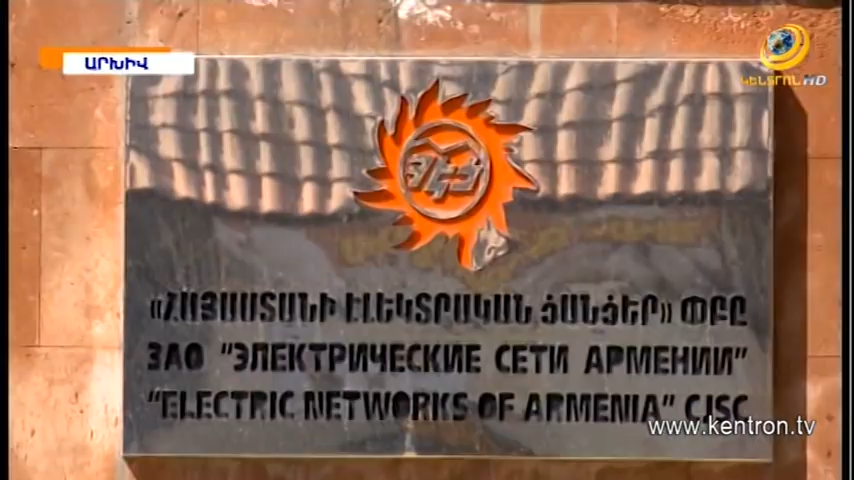 ԱՐԽԻՎ
ԿԵՆՏՐՈՆ HD
ՀԷՑ
«ՀԱՅԱՍՏԱՆԻ ԷԼԵԿՏՐԱԿԱՆ ՑԱՆՑԵՐ» ՓԲԸ
ЗАО "ЭЛЕКТРИЧЕСКИЕ СЕТИ АРМЕНИИ"
"ELECTRIC NETWORKS OF ARMENIA" CJSC
www.kentron.tv